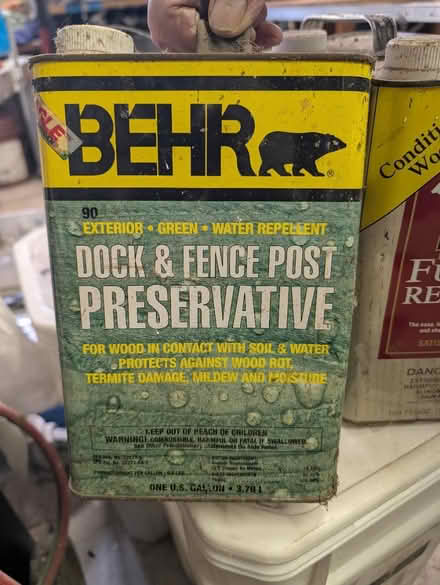 BEHR
90
EXTERIOR • GREEN • WATER REPELLENT
DOCK & FENCE POST
PRESERVATIVE
FOR WOOD IN CONTACT WITH SOIL & WATER
PROTECTS AGAINST WOOD ROT,
TERMITE DAMAGE, MILDEW AND MOISTURE
KEEP OUT OF REACH OF CHILDREN
WARNING! COMBUSTIBLE, HARMFUL OR FATAL IF SWALLOWED.
ONE U.S. GALLON • 3.78 L
Conditi
Wo
RE
DANG